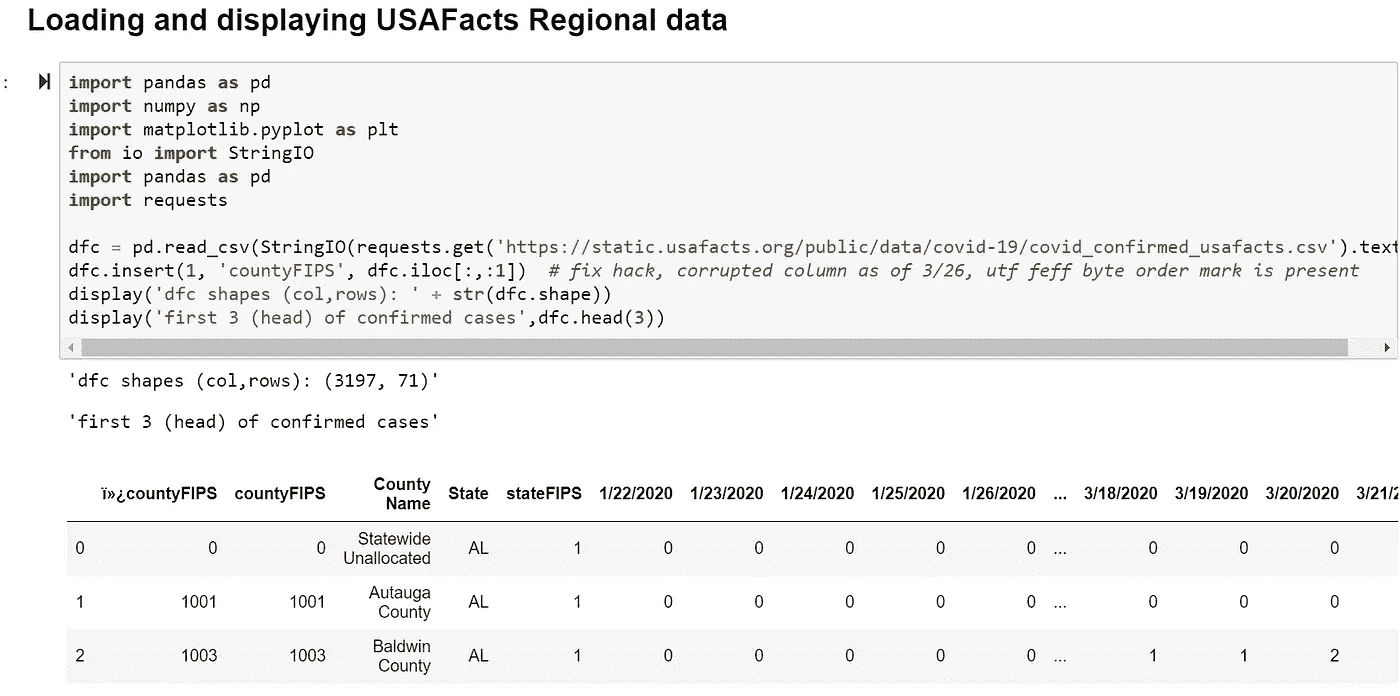 Loading and displaying USAFacts Regional data
:
import pandas as pd
import numpy as np
import matplotlib.pyplot as plt
from io import StringIO
import pandas as pd
import requests
dfc = pd.read_csv(StringIO(requests.get('https://static.usafacts.org/public/data/covid-19/covid_confirmed_usafacts.csv').text
dfc.insert(1, 'countyFIPS', dfc.iloc[:,:1])  # fix hack, corrupted column as of 3/26, utf feff byte order mark is present
display('dfc shapes (col,rows): ' + str(dfc.shape))
display('first 3 (head) of confirmed cases',dfc.head(3))
'dfc shapes (col,rows): (3197, 71)'
'first 3 (head) of confirmed cases'
ï»¿countyFIPS countyFIPS County Name State stateFIPS 1/22/2020 1/23/2020 1/24/2020 1/25/2020 1/26/2020 ... 3/18/2020 3/19/2020 3/20/2020 3/21/2
0 0 0 Statewide Unallocated AL 1 0 0 0 0 0 ... 0 0 0
1 1001 1001 Autauga County AL 1 0 0 0 0 0 ... 0 0 0
2 1003 1003 Baldwin County AL 1 0 0 0 0 0 ... 1 1 2